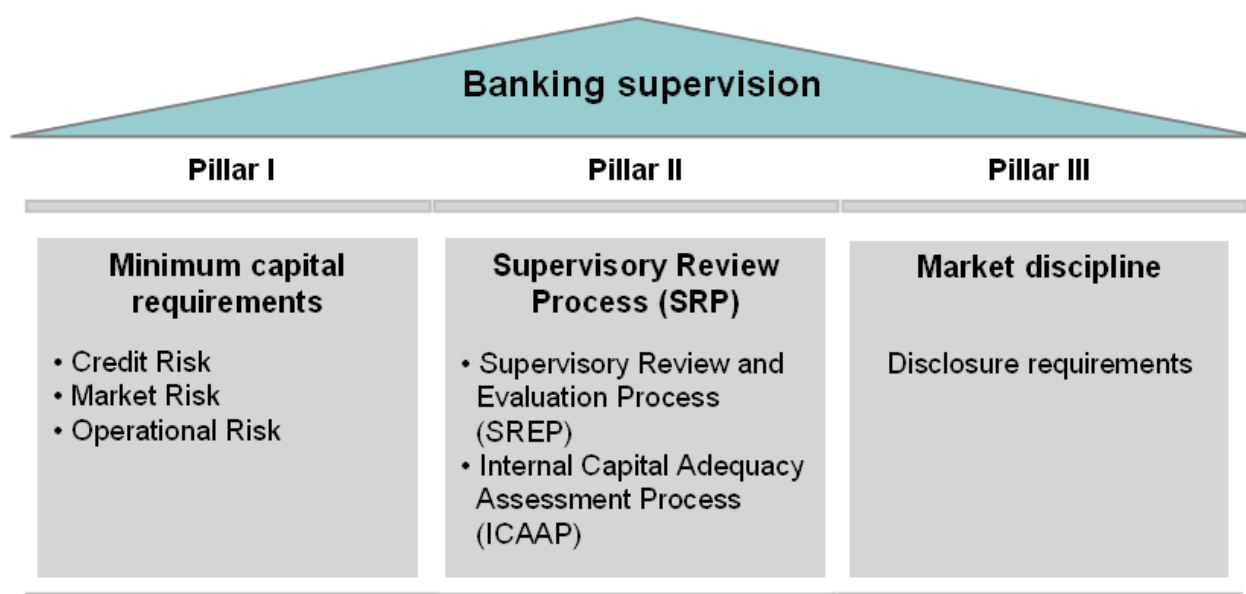 Banking supervision
Pillar I
Pillar II
Pillar III
Minimum capital
requirements
• Credit Risk
• Market Risk
• Operational Risk
Supervisory Review
Process (SRP)
• Supervisory Review and
Evaluation Process
(SREP)
• Internal Capital Adequacy
Assessment Process
(ICAAP)
Market discipline
Disclosure requirements